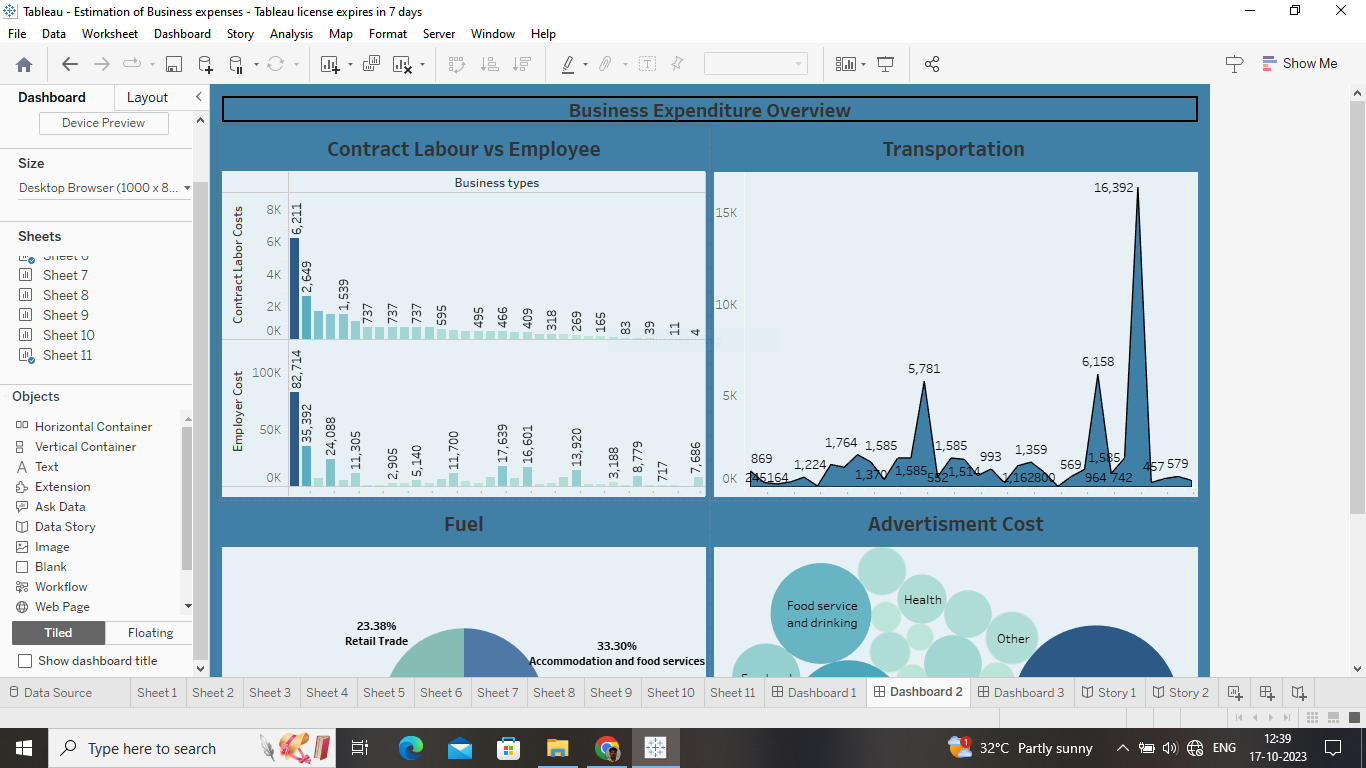 Tableau - Estimation of Business expenses - Tableau license expires in 7 days
File Data Worksheet Dashboard Story Analysis Map Format Server Window Help
Show Me
Dashboard Layout
Device Preview
Size
Desktop Browser (1000 x 8...
Sheets
Sheet 6
Sheet 7
Sheet 8
Sheet 9
Sheet 10
Sheet 11
Objects
Horizontal Container
Vertical Container
Text
Extension
Ask Data
Data Story
Image
Blank
Workflow
Web Page
Tiled Floating
Show dashboard title
Business Expenditure Overview
Contract Labour vs Employee
Business types
Contract Labor Costs
8K
6K
4K
2K
0K
6,211 2,649 1,539 737 737 737 595 495 466 409 318 269 165 83 39 11 4
Employer Cost
100K
50K
0K
82,714 35,392 24,088 11,305 2,905 5,140 11,700 17,639 16,601 13,920 3,188 8,779 717 7,686
Transportation
15K
10K
5K
0K
16,392
6,158
5,781
869 1,224 1,764 1,585 1,585 993 1,359 569 1,585 457 579
245 164 1,370 1,585 552 1,514 1,162 800 964 742
Fuel
23.38%
Retail Trade
33.30%
Accommodation and food services
Advertisment Cost
Food service
and drinking
Health
Other
Data Source Sheet 1 Sheet 2 Sheet 3 Sheet 4 Sheet 5 Sheet 6 Sheet 7 Sheet 8 Sheet 9 Sheet 10 Sheet 11 Dashboard 1 Dashboard 2 Dashboard 3 Story 1 Story 2
Type here to search
1
32°C Partly sunny
ENG
12:39
17-10-2023